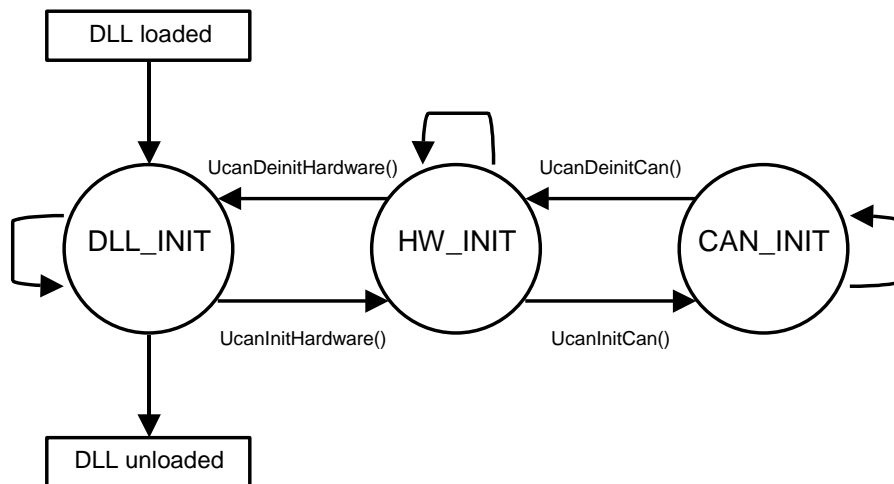 DLL loaded
UcanDeinitHardware()
UcanDeinitCan()
DLL_INIT
HW_INIT
CAN_INIT
UcanInitHardware()
UcanInitCan()
DLL unloaded